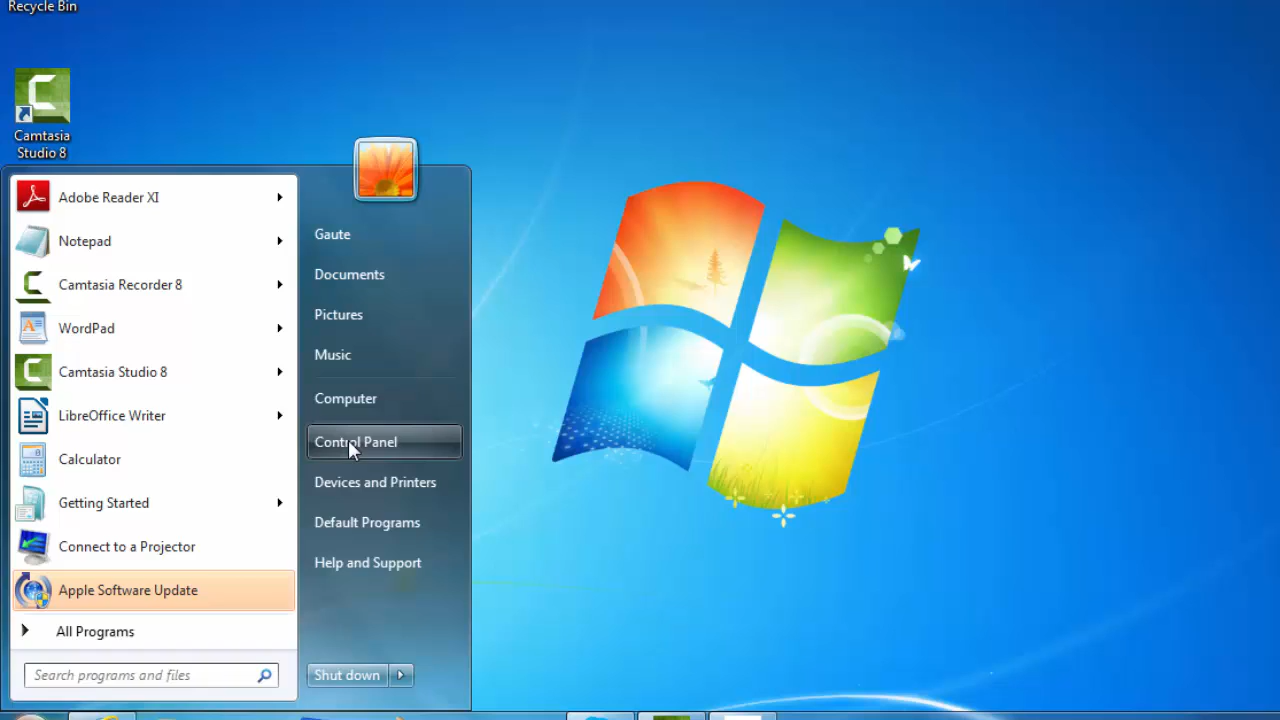 Recycle Bin
Camtasia
Studio 8
Adobe Reader XI
Notepad
Camtasia Recorder 8
WordPad
Camtasia Studio 8
LibreOffice Writer
Calculator
Getting Started
Connect to a Projector
Apple Software Update
All Programs
Search programs and files
Gaute
Documents
Pictures
Music
Computer
Control Panel
Devices and Printers
Default Programs
Help and Support
Shut down